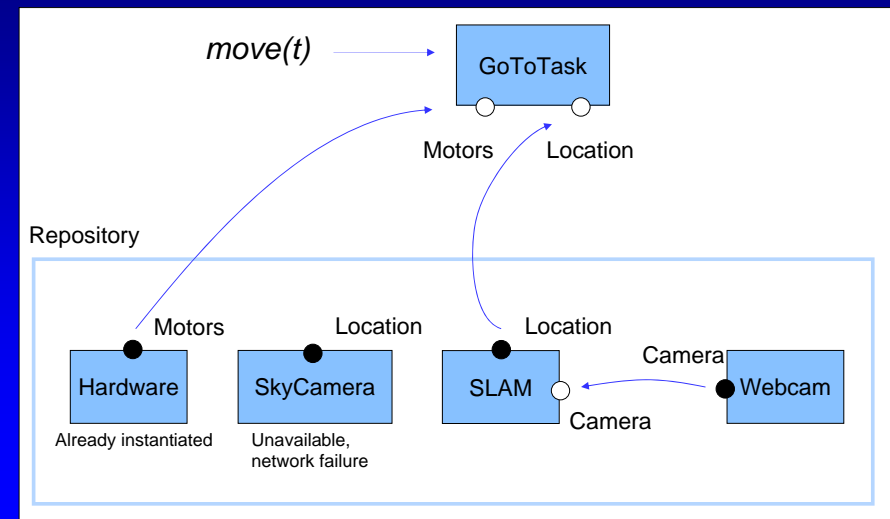 move(t)
GoToTask
Motors
Location
Repository
Motors
Location
Location
Camera
Hardware
SkyCamera
SLAM
Webcam
Camera
Already instantiated
Unavailable,
network failure